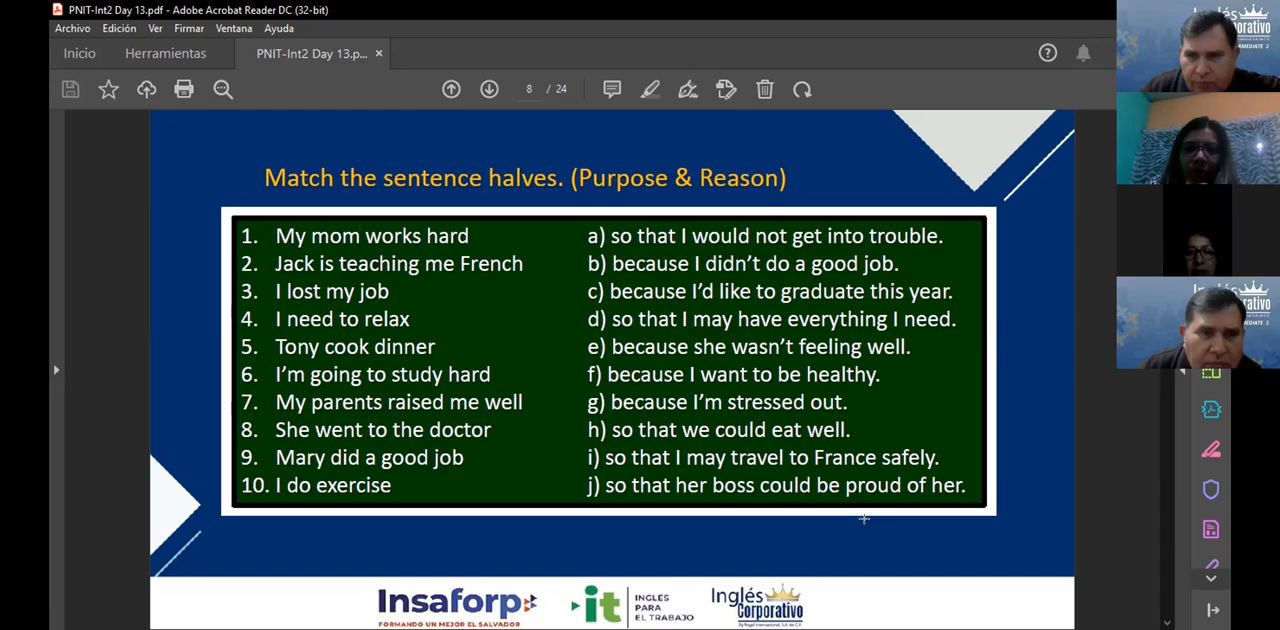 PNIT-Int2 Day 13.pdf - Adobe Acrobat Reader DC (32-bit)
Archivo Edición Ver Firmar Ventana Ayuda
Inicio Herramientas PNIT-Int2 Day 13.p... ×
8 / 24
Match the sentence halves. (Purpose & Reason)
1. My mom works hard
2. Jack is teaching me French
3. I lost my job
4. I need to relax
5. Tony cook dinner
6. I'm going to study hard
7. My parents raised me well
8. She went to the doctor
9. Mary did a good job
10. I do exercise
a) so that I would not get into trouble.
b) because I didn't do a good job.
c) because I'd like to graduate this year.
d) so that I may have everything I need.
e) because she wasn't feeling well.
f) because I want to be healthy.
g) because I'm stressed out.
h) so that we could eat well.
i) so that I may travel to France safely.
j) so that her boss could be proud of her.
Insaforp
FORMANDO UN MEJOR EL SALVADOR
it
INGLÉS
PARA
EL TRABAJO
Inglés
Corporativo